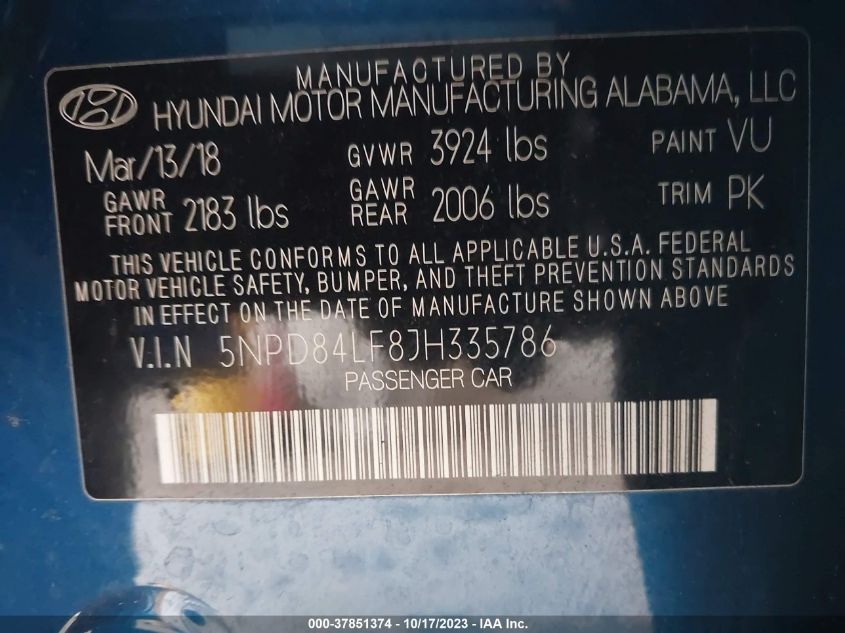 MANUFACTURED BY
HYUNDAI MOTOR MANUFACTURING ALABAMA, LLC
Mar/13/18 GVWR 3924 lbs PAINT VU
GAWR FRONT 2183 lbs GAWR REAR 2006 lbs TRIM PK
THIS VEHICLE CONFORMS TO ALL APPLICABLE U.S.A. FEDERAL
MOTOR VEHICLE SAFETY, BUMPER, AND THEFT PREVENTION STANDARDS
IN EFFECT ON THE DATE OF MANUFACTURE SHOWN ABOVE
V.I.N 5NPD84LF8JH335786
PASSENGER CAR
000-37851374 - 10/17/2023 - IAA Inc.